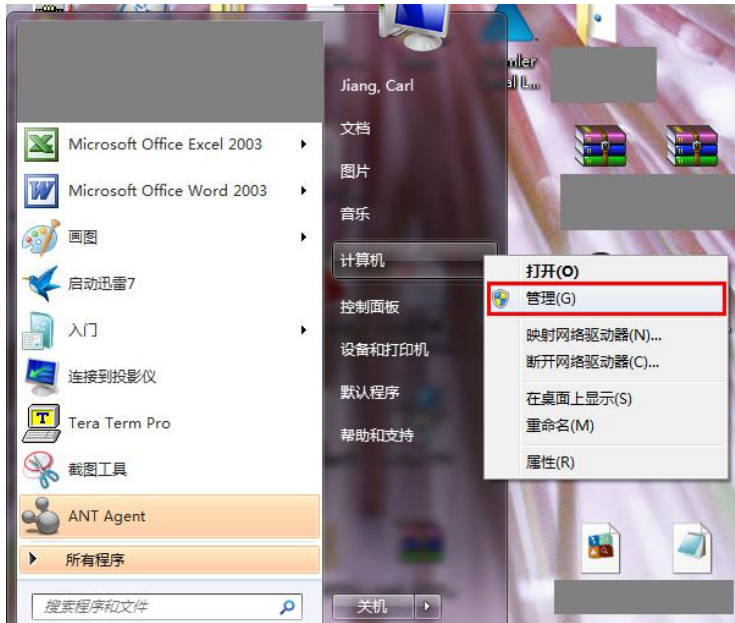 Microsoft Office Excel 2003
Microsoft Office Word 2003
画图
启动迅雷7
入门
连接到投影仪
Tera Term Pro
截图工具
ANT Agent
所有程序
搜索程序和文件
Jiang, Carl
文档
图片
音乐
计算机
控制面板
设备和打印机
默认程序
帮助和支持
关机
打开(O)
管理(G)
映射网络驱动器(N)...
断开网络驱动器(C)...
在桌面上显示(S)
重命名(M)
属性(R)